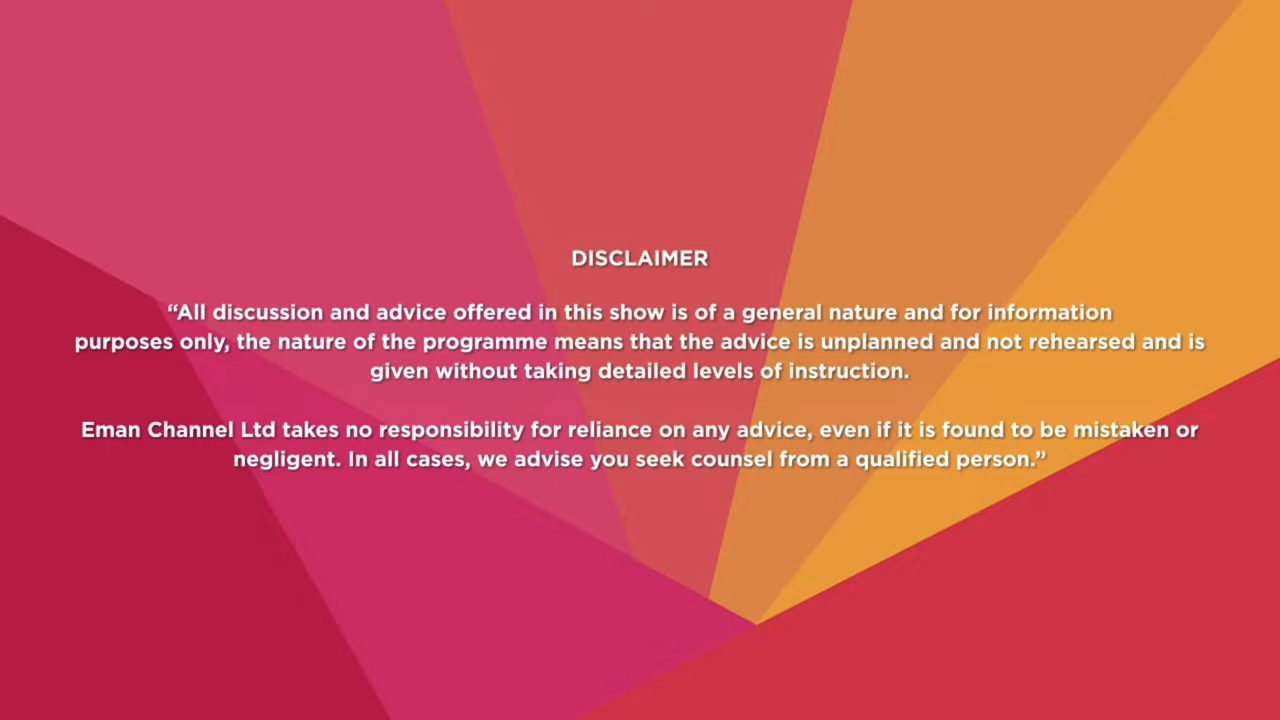 DISCLAIMER
“All discussion and advice offered in this show is of a general nature and for information
purposes only, the nature of the programme means that the advice is unplanned and not rehearsed and is
given without taking detailed levels of instruction.
Eman Channel Ltd takes no responsibility for reliance on any advice, even if it is found to be mistaken or
negligent. In all cases, we advise you seek counsel from a qualified person.”